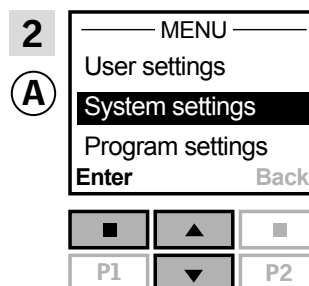 2
MENU
A
User settings
System settings
Program settings
Enter Back
P1 P2